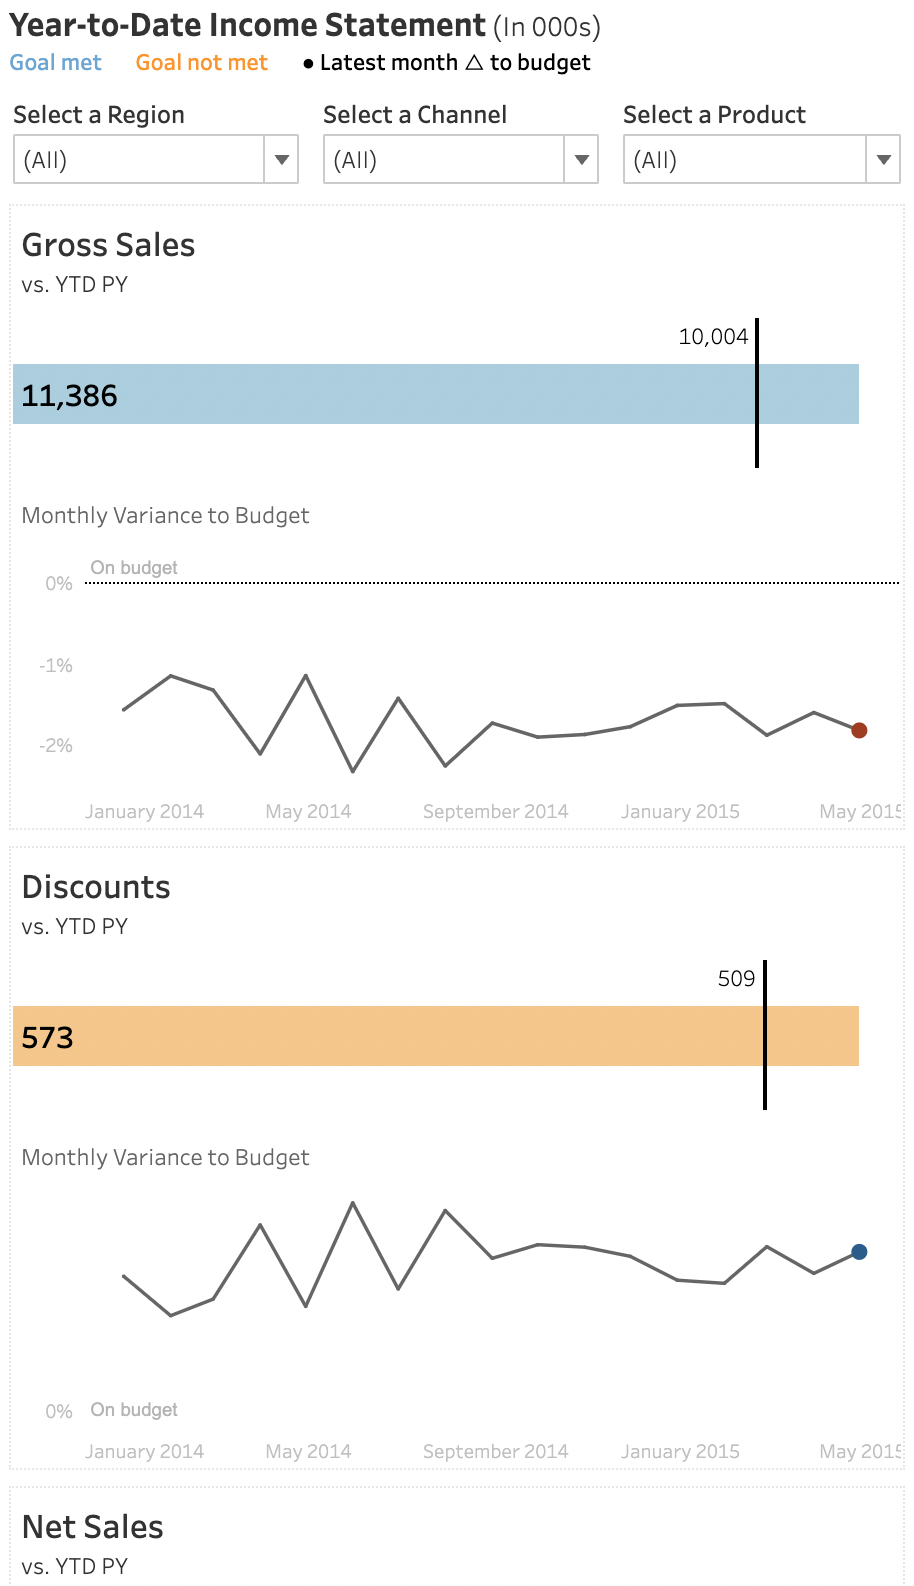 Year-to-Date Income Statement (In 000s)
Goal met Goal not met ● Latest month △ to budget
Select a Region Select a Channel Select a Product
(All) (All) (All)
Gross Sales
vs. YTD PY
10,004
11,386
Monthly Variance to Budget
On budget
0%
-1%
-2%
January 2014 May 2014 September 2014 January 2015 May 2015
Discounts
vs. YTD PY
509
573
Monthly Variance to Budget
0% On budget
January 2014 May 2014 September 2014 January 2015 May 2015
Net Sales
vs. YTD PY